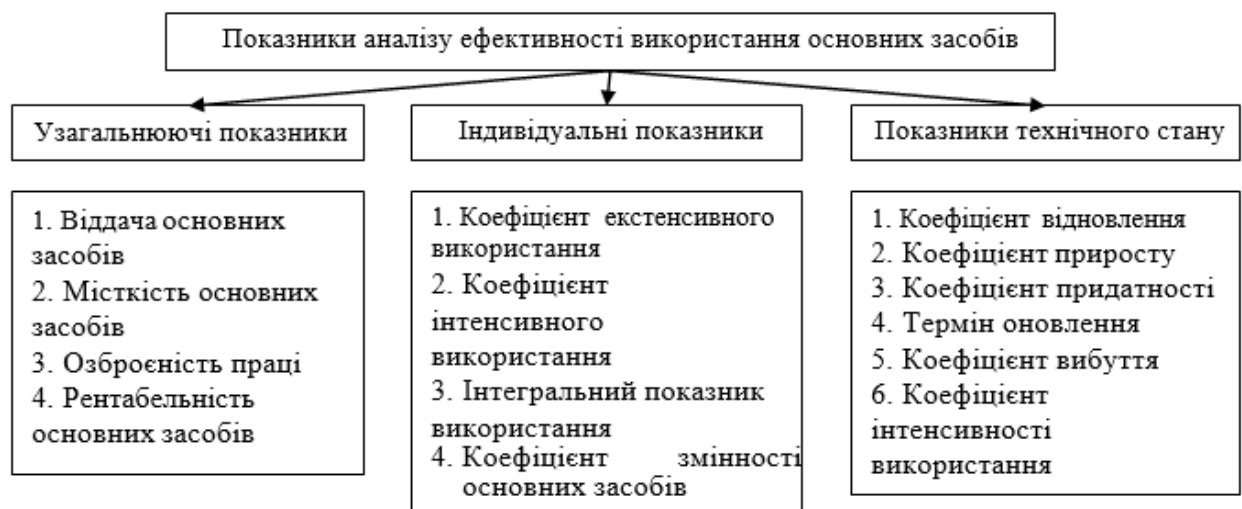 Показники аналізу ефективності використання основних засобів
Узагальнюючі показники
Індивідуальні показники
Показники технічного стану
1. Віддача основних
засобів
2. Місткість основних
засобів
3. Озброєність праці
4. Рентабельність
основних засобів
1. Коефіцієнт екстенсивного
використання
2. Коефіцієнт
інтенсивного
використання
3. Інтегральний показник
використання
4. Коефіцієнт змінності
основних засобів
1. Коефіцієнт відновлення
2. Коефіцієнт приросту
3. Коефіцієнт придатності
4. Термін оновлення
5. Коефіцієнт вибуття
6. Коефіцієнт
інтенсивності
використання